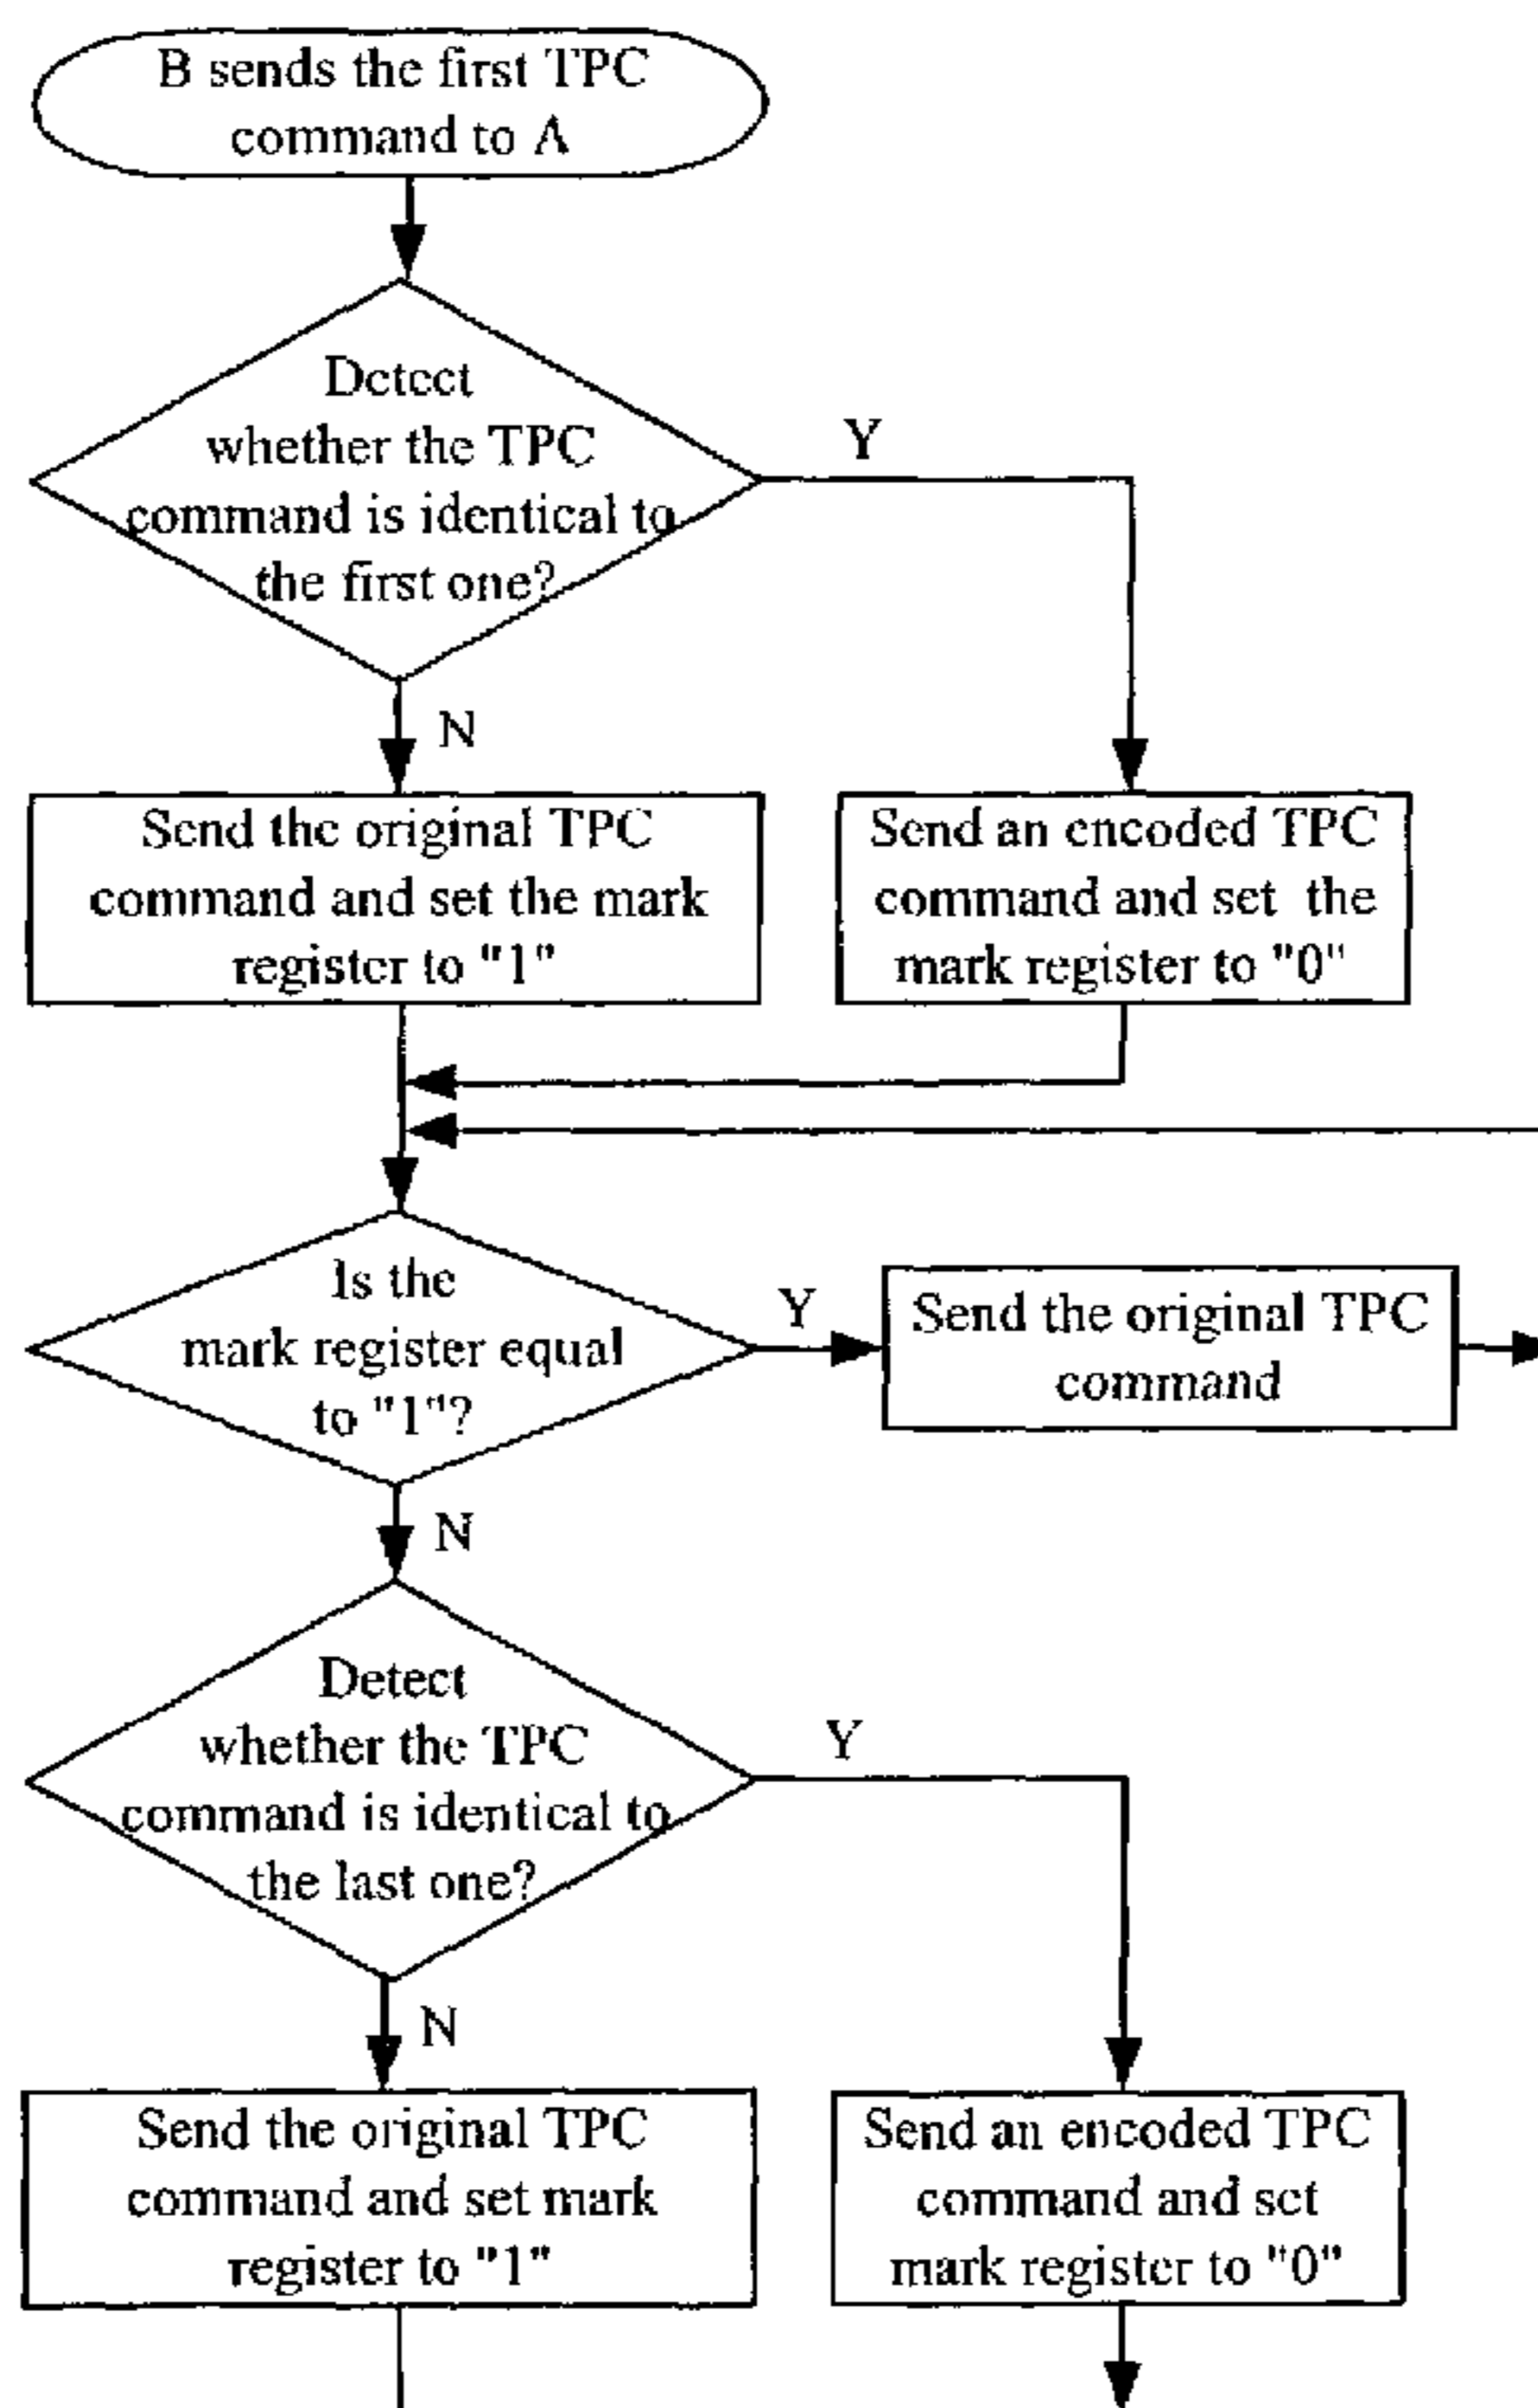 B sends the first TPC
command to A
Detect
whether the TPC
command is identical to
the first one?
Y
N
Send the original TPC
command and set the mark
register to "1"
Send an encoded TPC
command and set the
mark register to "0"
Is the
mark register equal
to "1"?
Y
Send the original TPC
command
N
Detect
whether the TPC
command is identical to
the last one?
Y
N
Send the original TPC
command and set mark
register to "1"
Send an encoded TPC
command and set
mark register to "0"